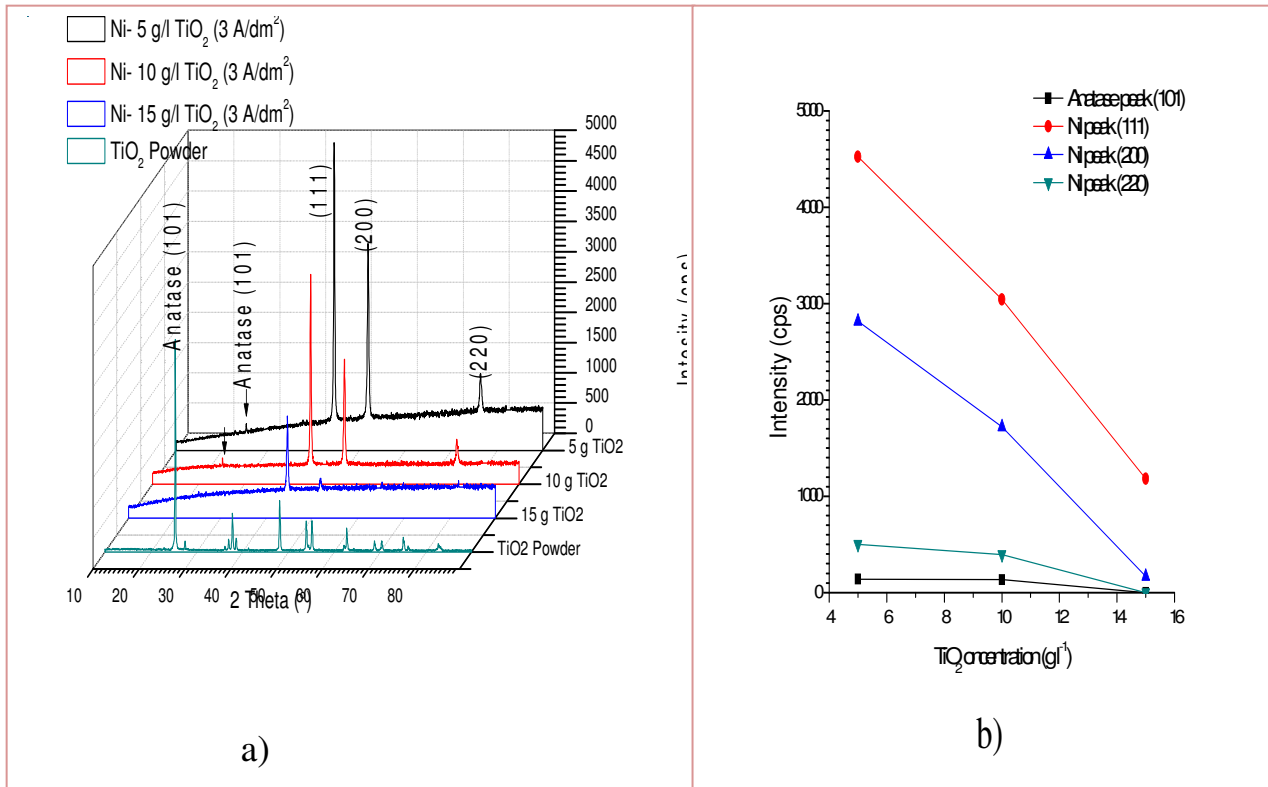 Ni- 5 g/l TiO2 (3 A/dm2)
Ni- 10 g/l TiO2 (3 A/dm2)
Ni- 15 g/l TiO2 (3 A/dm2)
TiO2 Powder
Anatase (101)
Anatase (101)
(111)
(200)
(220)
5000
4500
4000
3500
3000
2500
2000
1500
1000
500
0
5 g TiO2
10 g TiO2
15 g TiO2
TiO2 Powder
10 20 30 40 50 60 70 80
2 Theta (°)
a)
Anatase peak (101)
Ni peak (111)
Ni peak (200)
Ni peak (220)
5000
4000
3000
2000
1000
0
Intensity (cps)
4 6 8 10 12 14 16
TiO2 oncentration (gl-1)
b)